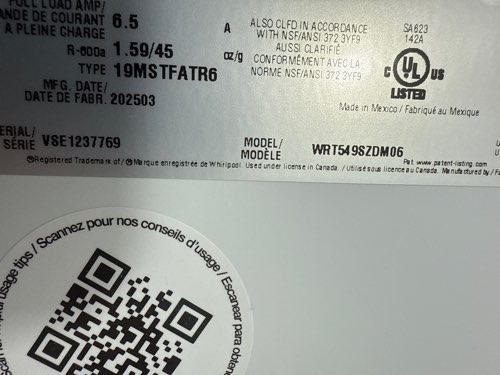 FULL LOAD AMP/
DE COURANT 6.5 A
A PLEINE CHARGE
R-600a 1.59/45 oz/g
TYPE 19MSTFATR6
MFG. DATE/
DATE DE FABR. 202503
ALSO CLFD IN ACCORDANCE
WITH NSF/ANSI 372 3YF9
AUSSI CLARIFIÉ
CONFORMÉMENT AVEC LA
NORME NSF/ANSI 372 3YF9
SA623
142A
C UL US
LISTED
Made in Mexico / Fabriqué au Mexique
SÉRIE VSE1237769
MODEL/
MODÈLE WRT549SZDM06
Pat. www.patent-listing.com
®Registered Trademark of / ®Marque enregistrée de Whirlpool. Used under license in Canada. / Utilisé sous licence au Canada. Manufactured by /
usage tips / Scannez pour nos conseils d'usage / Escanear para obtene